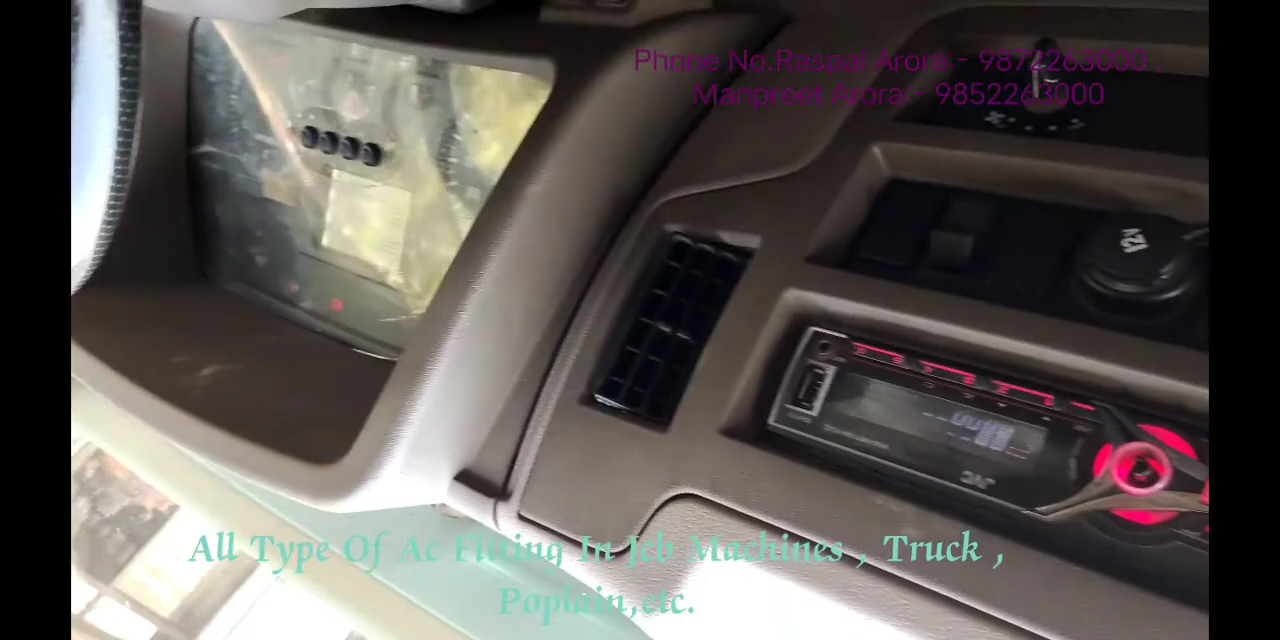 Phone No.Raspal Arora:- 9872263000 ,
Manpreet Arora:- 9852263000
JVC
All Type Of Ac Fitting In Jcb Machines , Truck ,
Poplain,etc.